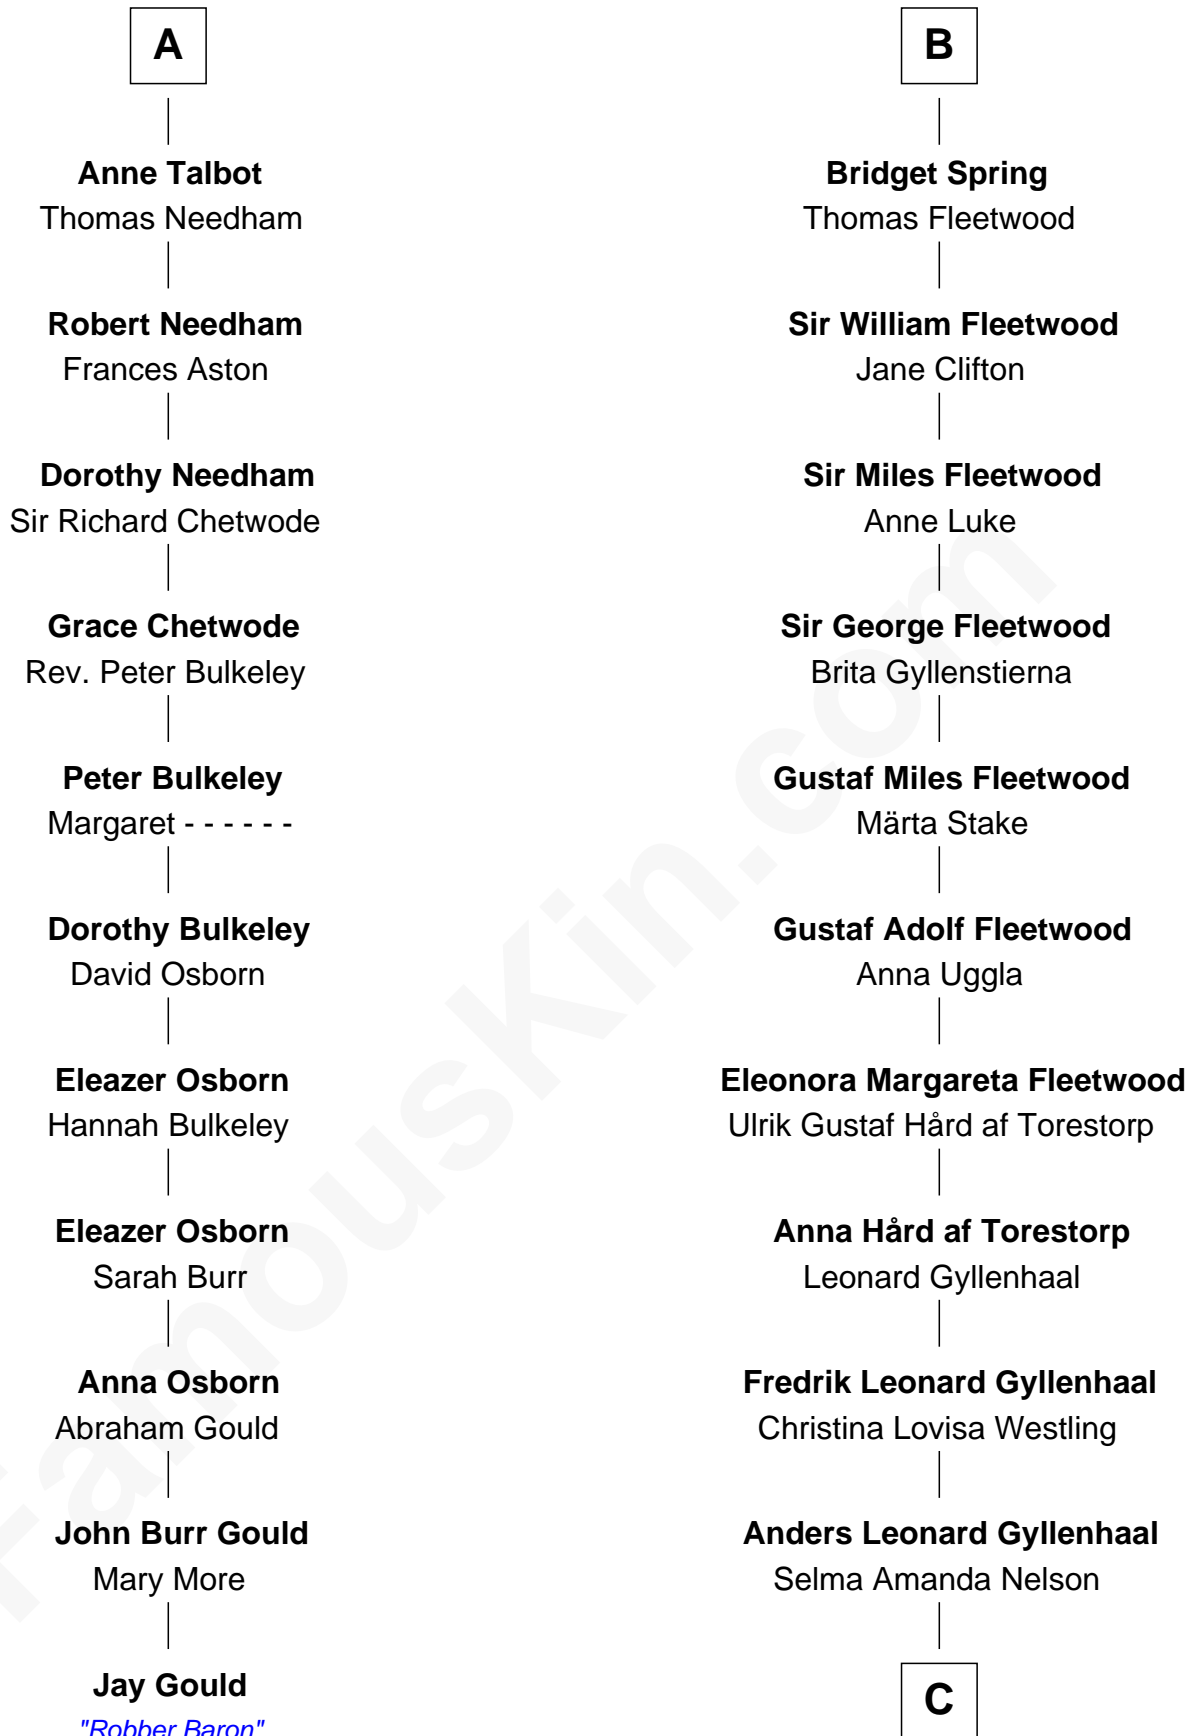 A
Anne Talbot
Thomas Needham
Robert Needham
Frances Aston
Dorothy Needham
Sir Richard Chetwode
Grace Chetwode
Rev. Peter Bulkeley
Peter Bulkeley
Margaret - - - - - -
Dorothy Bulkeley
David Osborn
Eleazer Osborn
Hannah Bulkeley
Eleazer Osborn
Sarah Burr
Anna Osborn
Abraham Gould
John Burr Gould
Mary More
Jay Gould
"Robber Baron"
B
Bridget Spring
Thomas Fleetwood
Sir William Fleetwood
Jane Clifton
Sir Miles Fleetwood
Anne Luke
Sir George Fleetwood
Brita Gyllenstierna
Gustaf Miles Fleetwood
Märta Stake
Gustaf Adolf Fleetwood
Anna Uggla
Eleonora Margareta Fleetwood
Ulrik Gustaf Hård af Torestorp
Anna Hård af Torestorp
Leonard Gyllenhaal
Fredrik Leonard Gyllenhaal
Christina Lovisa Westling
Anders Leonard Gyllenhaal
Selma Amanda Nelson
C
FamousKin.com